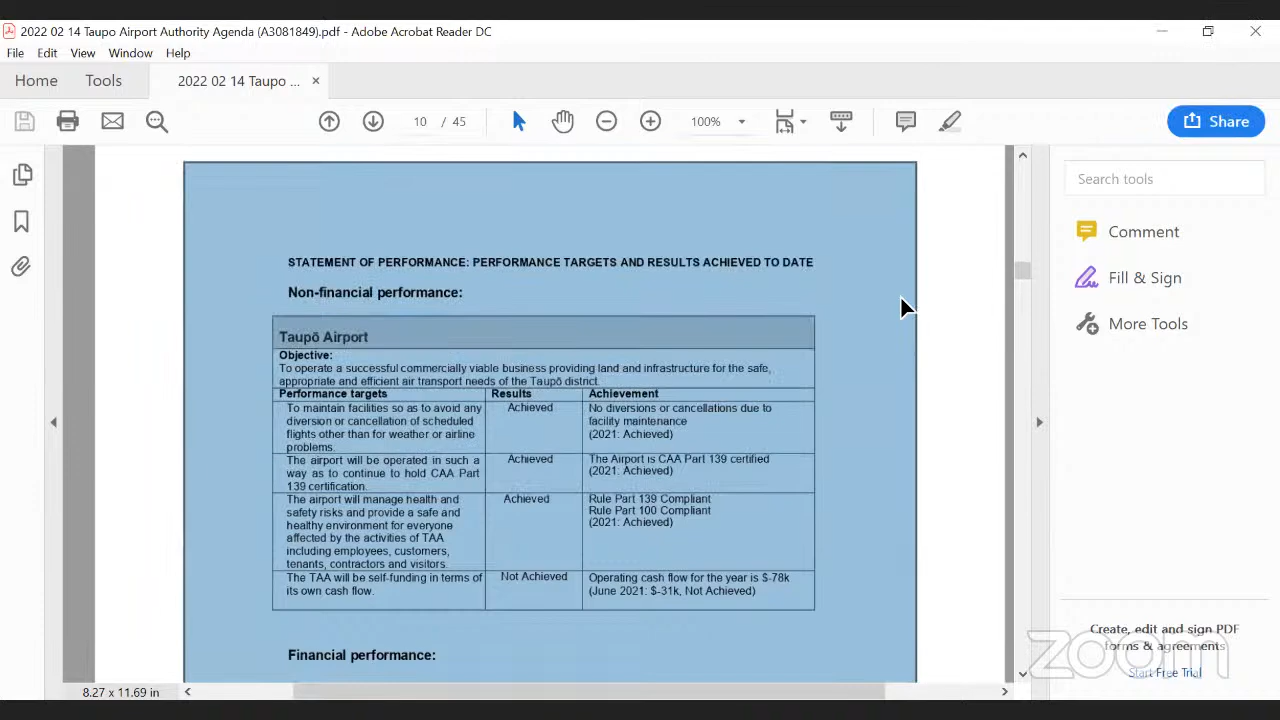 2022 02 14 Taupo Airport Authority Agenda (A3081849).pdf - Adobe Acrobat Reader DC
File Edit View Window Help
Home Tools 2022 02 14 Taupo ... ×
10 / 45 100% Share
Search tools
Comment
Fill & Sign
More Tools
STATEMENT OF PERFORMANCE: PERFORMANCE TARGETS AND RESULTS ACHIEVED TO DATE
Non-financial performance:
Taupō Airport
Objective:
To operate a successful commercially viable business providing land and infrastructure for the safe,
appropriate and efficient air transport needs of the Taupō district.
Performance targets Results Achievement
To maintain facilities so as to avoid any Achieved No diversions or cancellations due to
diversion or cancellation of scheduled facility maintenance
flights other than for weather or airline (2021: Achieved)
problems.
The airport will be operated in such a Achieved The Airport is CAA Part 139 certified
way as to continue to hold CAA Part (2021: Achieved)
139 certification.
The airport will manage health and Achieved Rule Part 139 Compliant
safety risks and provide a safe and Rule Part 100 Compliant
healthy environment for everyone (2021: Achieved)
affected by the activities of TAA
including employees, customers,
tenants, contractors and visitors.
The TAA will be self-funding in terms of Not Achieved Operating cash flow for the year is $-78k
its own cash flow. (June 2021: $-31k, Not Achieved)
Financial performance:
Create, edit and sign PDF
forms & agreements
Start Free Trial
zoom
8.27 x 11.69 in